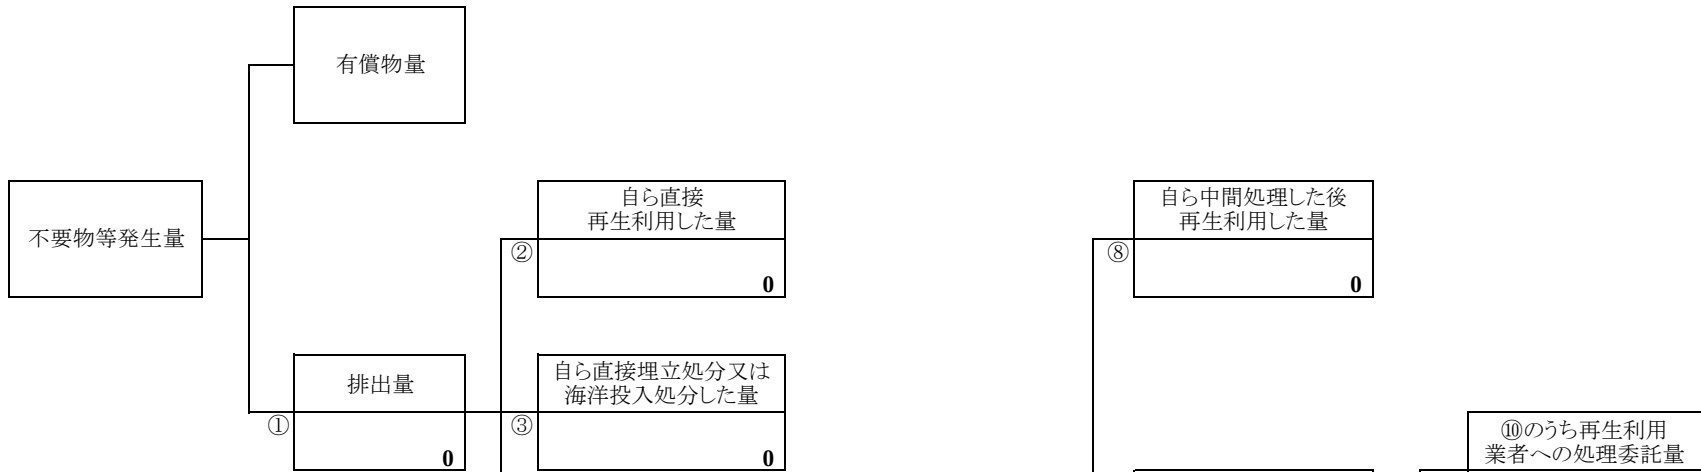 有償物量
不要物等発生量
自ら直接
再生利用した量
②
0
自ら中間処理した後
再生利用した量
⑧
0
排出量
①
0
自ら直接埋立処分又は
海洋投入処分した量
③
0
⑩のうち再生利用
業者への処理委託量